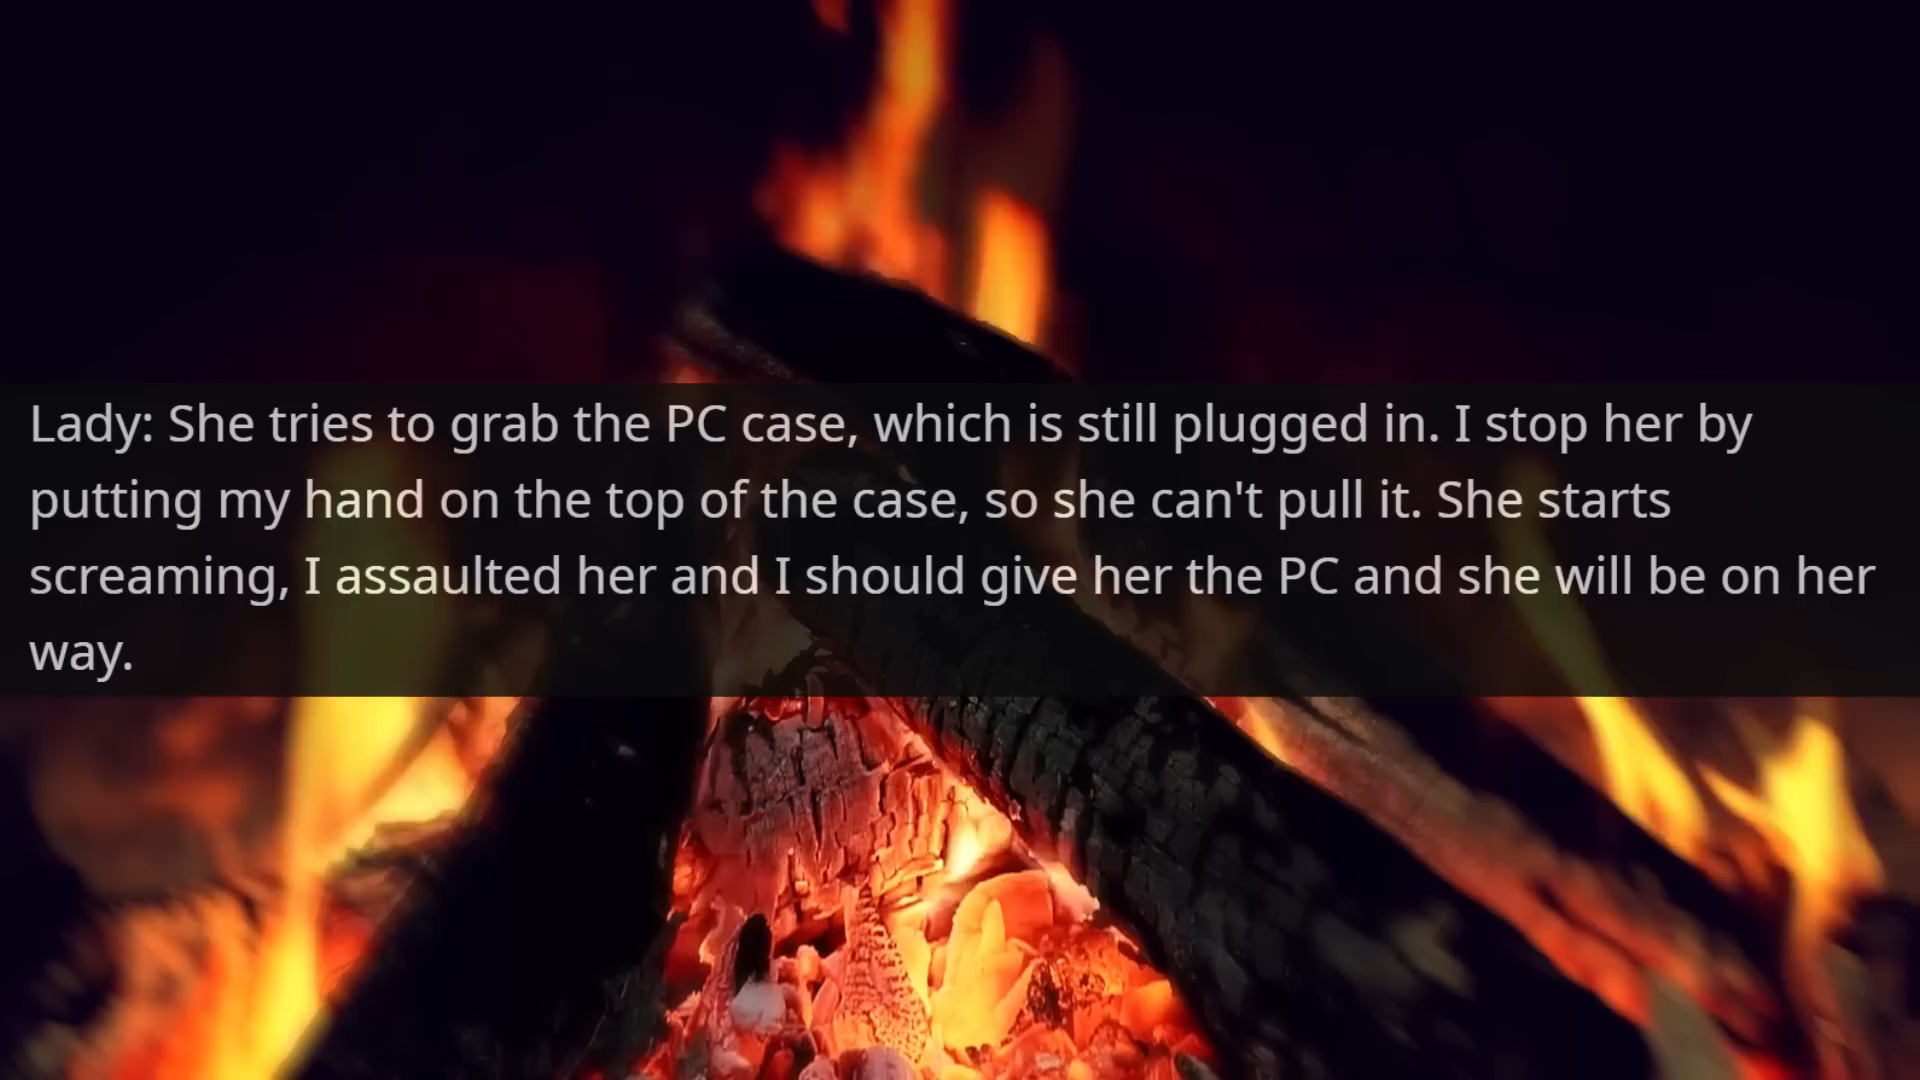 Lady: She tries to grab the PC case, which is still plugged in. I stop her by
putting my hand on the top of the case, so she can't pull it. She starts
screaming, I assaulted her and I should give her the PC and she will be on her
way.